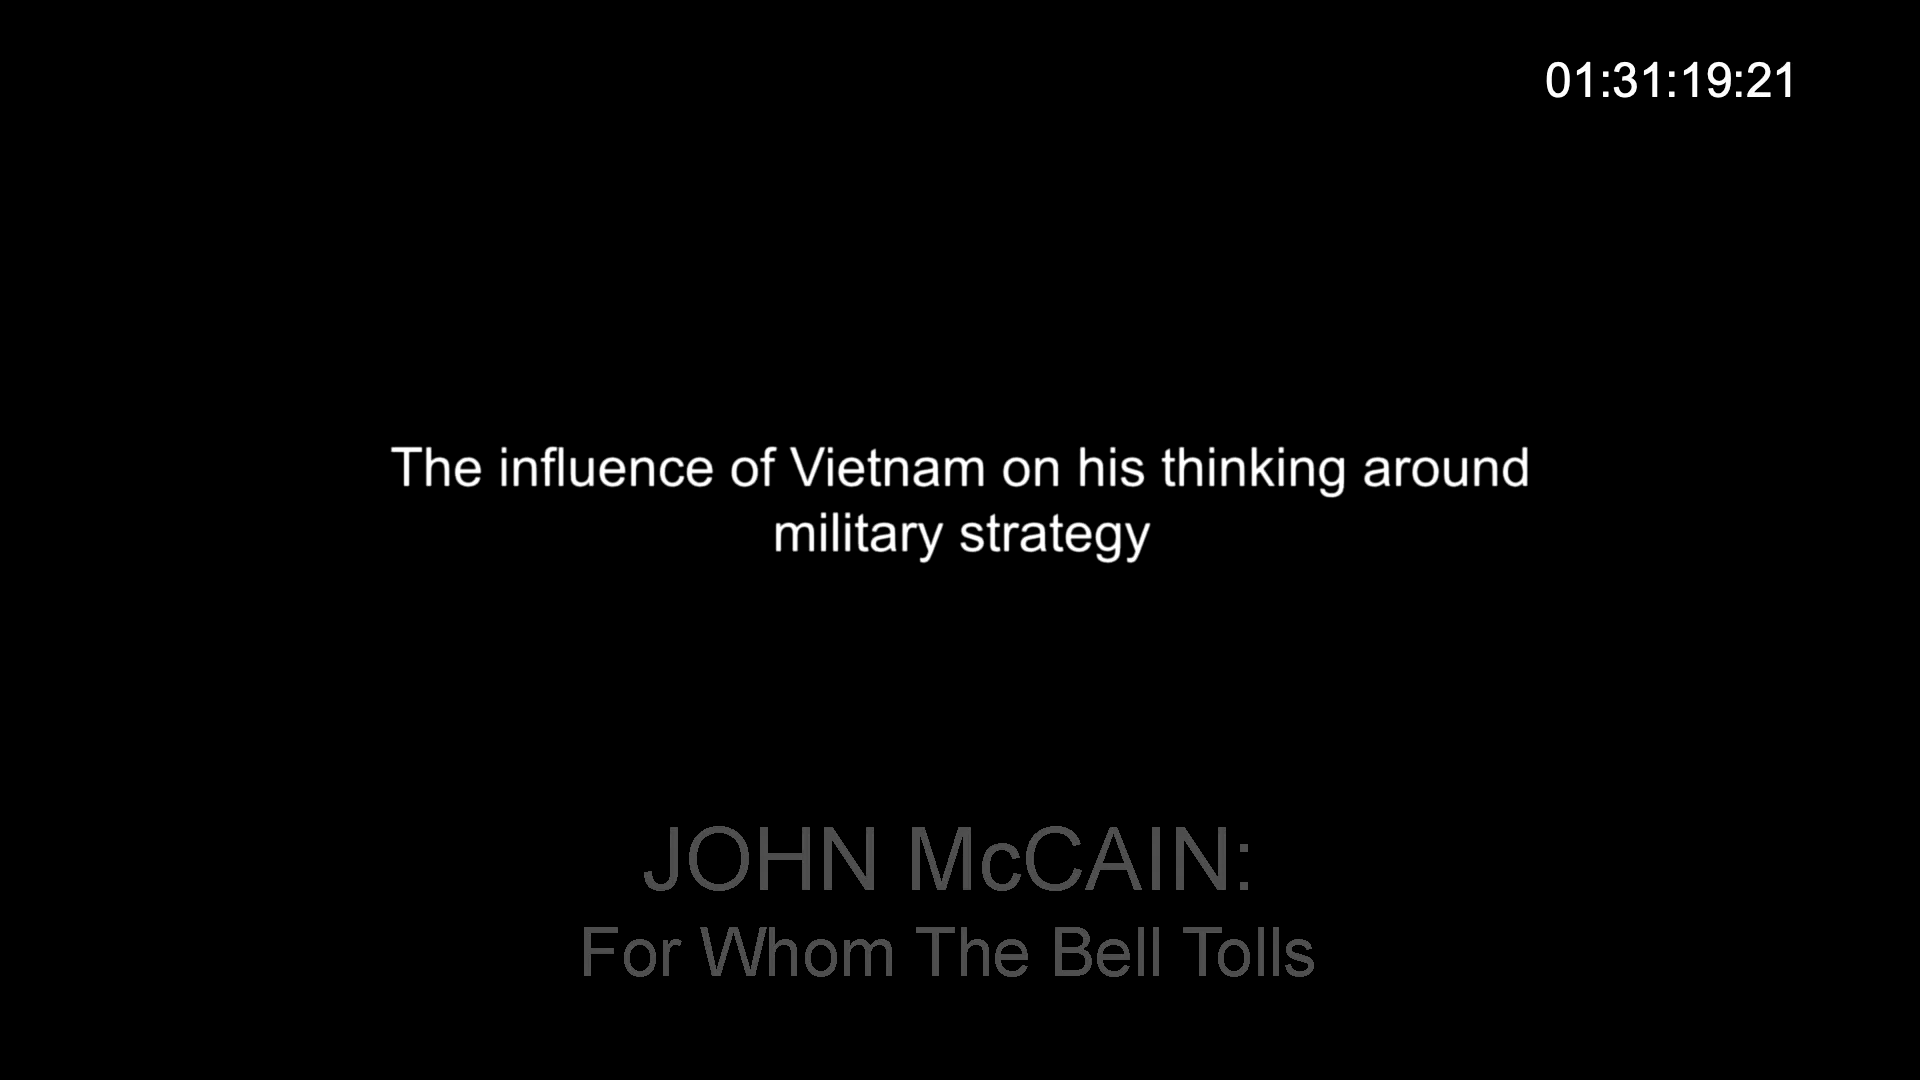 01:31:19:21
The influence of Vietnam on his thinking around
military strategy
JOHN McCAIN:
For Whom The Bell Tolls